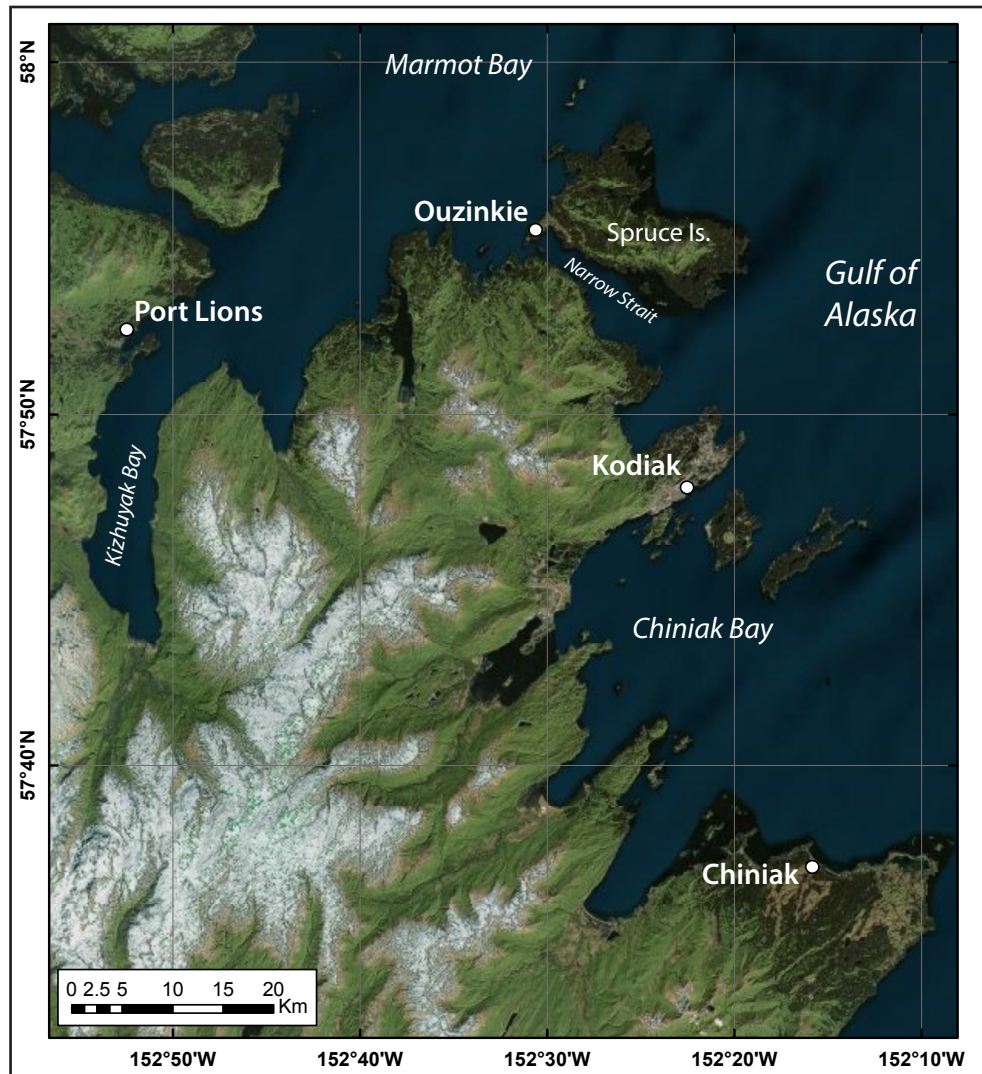 58°N
Marmot Bay
Ouzinkie
Spruce Is.
Narrow Strait
Gulf of
Alaska
Port Lions
57°50'N
Kodiak
Kizhuyak Bay
Chiniak Bay
57°40'N
Chiniak
0 2.5 5 10 15 20
Km
152°50'W 152°40'W 152°30'W 152°20'W 152°10'W